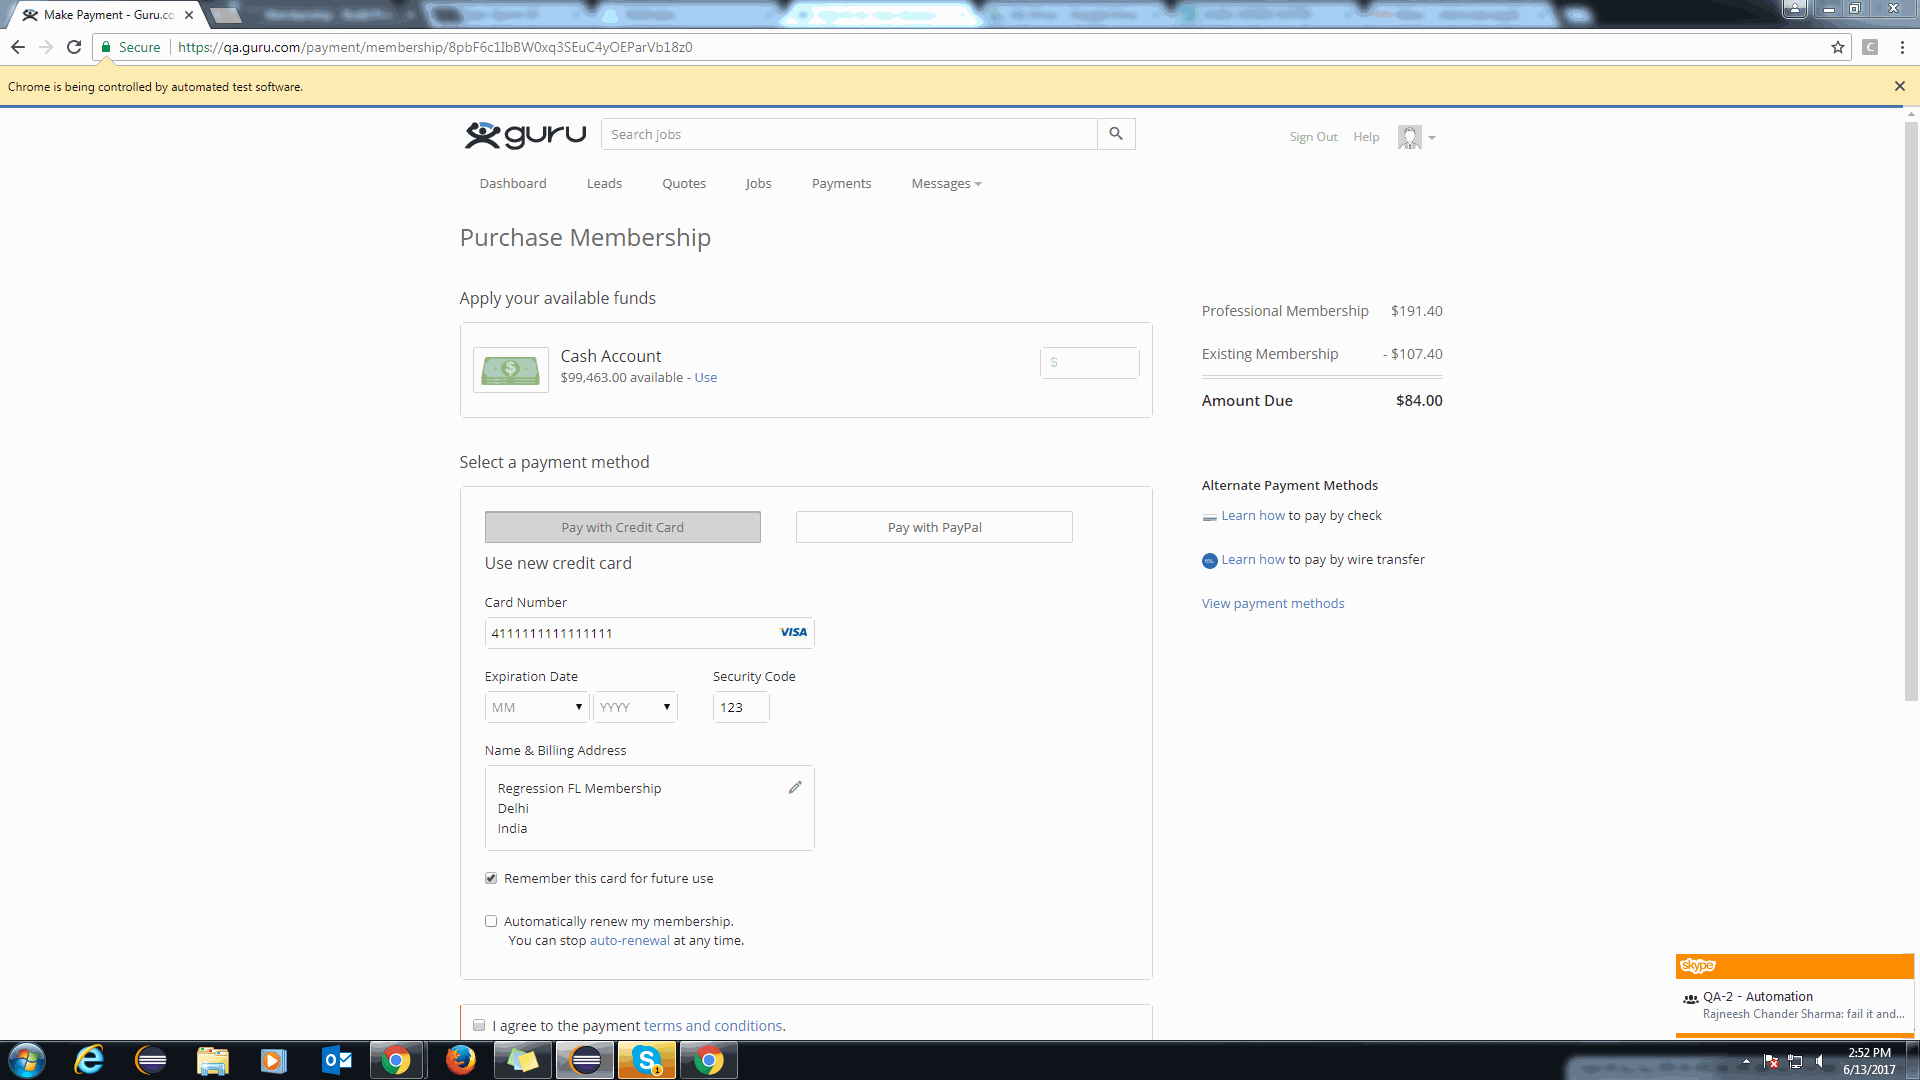 Make Payment - Guru.co
Secure
https://qa.guru.com/payment/membership/8pbF6c1IbBW0xq3SEuC4yOEParVb18z0
C
Chrome is being controlled by automated test software.
guru
Search jobs
Sign Out Help
Dashboard Leads Quotes Jobs Payments Messages
Purchase Membership
Apply your available funds
Cash Account
$99,463.00 available - Use
$
Professional Membership $191.40
Existing Membership - $107.40
Amount Due $84.00
Select a payment method
Pay with Credit Card
Pay with PayPal
Use new credit card
Card Number
4111111111111111
VISA
Expiration Date
Security Code
MM
YYYY
123
Name & Billing Address
Regression FL Membership
Delhi
India
Remember this card for future use
Automatically renew my membership.
You can stop auto-renewal at any time.
Alternate Payment Methods
Learn how to pay by check
Learn how to pay by wire transfer
View payment methods
I agree to the payment terms and conditions.
skype
QA-2 - Automation
Rajneesh Chander Sharma: fail it and...
2:52 PM
6/13/2017